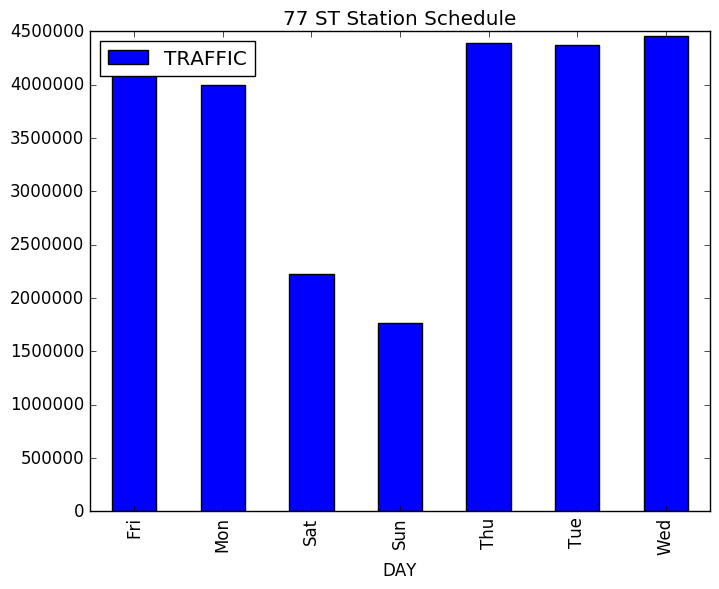 77 ST Station Schedule
TRAFFIC
4500000
4000000
3500000
3000000
2500000
2000000
1500000
1000000
500000
0
Fri
Mon
Sat
Sun
Thu
Tue
Wed
DAY